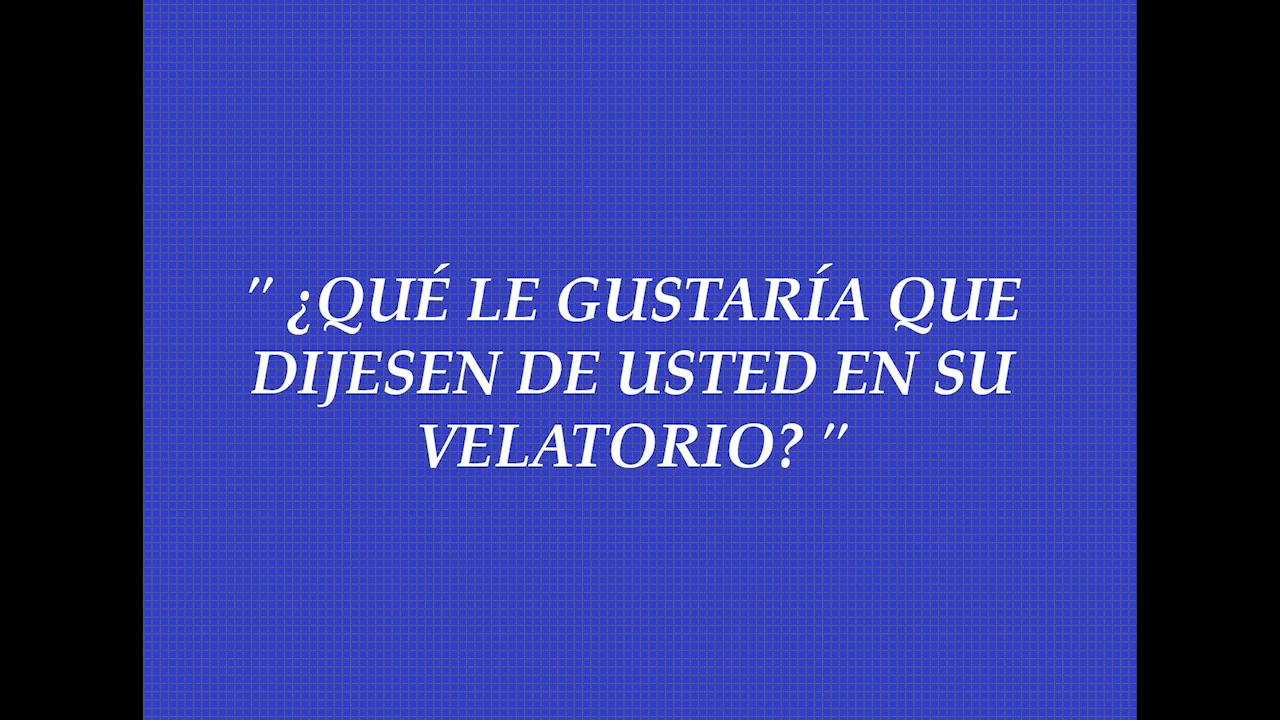 " ¿QUÉ LE GUSTARÍA QUE
DIJESEN DE USTED EN SU
VELATORIO? "